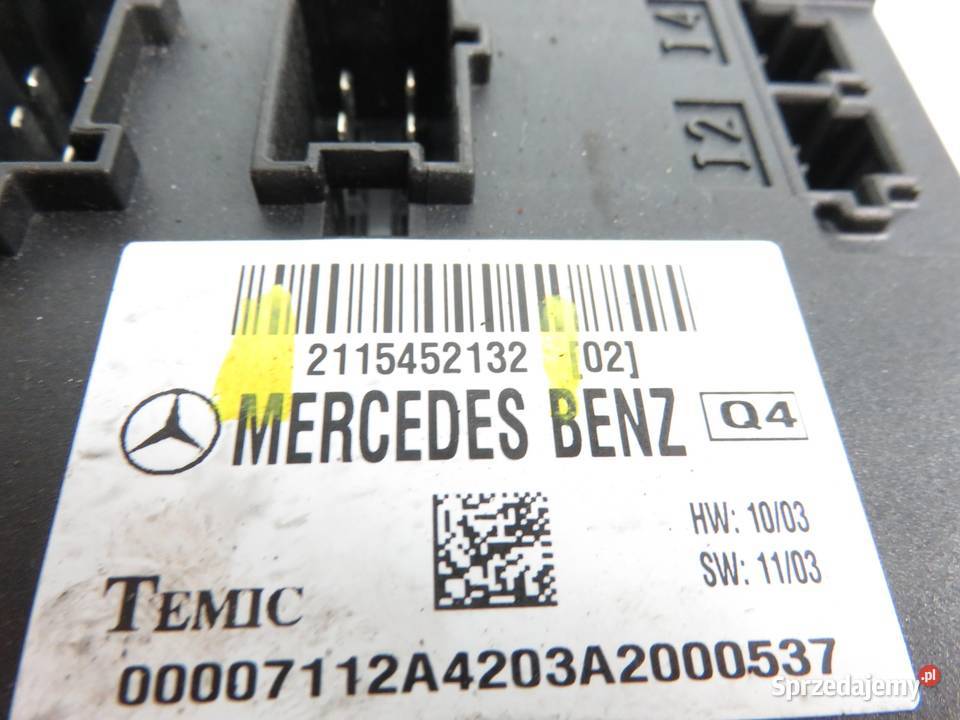 14
12
2115452132 [02]
MERCEDES BENZ Q4
HW: 10/03
SW: 11/03
TEMIC
00007112A4203A2000537
Sprzedajemy.pl